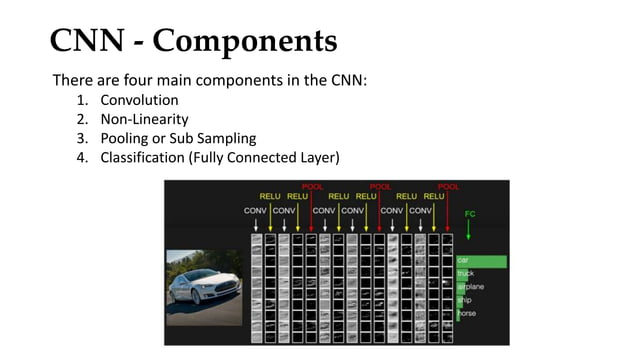 CNN - Components
There are four main components in the CNN:
1. Convolution
2. Non-Linearity
3. Pooling or Sub Sampling
4. Classification (Fully Connected Layer)
POOL POOL POOL
RELU RELU RELU RELU RELU RELU
CONV CONV CONV CONV CONV CONV FC
car
truck
airplane
ship
horse